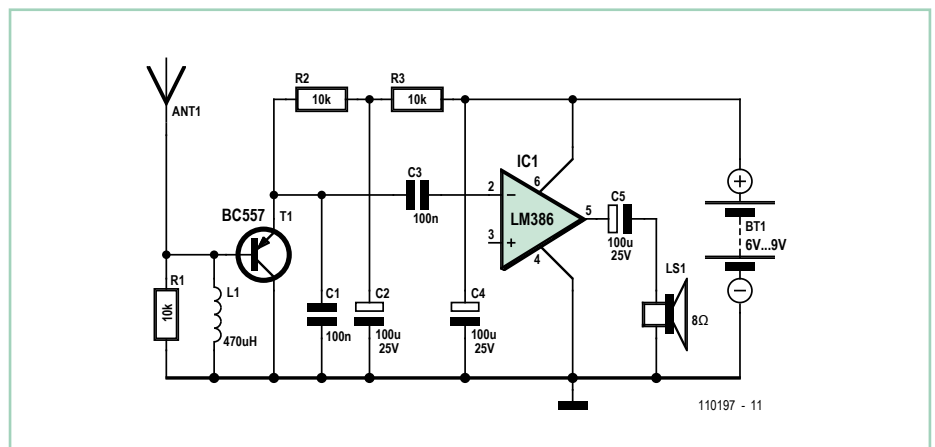 ANT1
R2
10k
R3
10k
BC557
T1
R1
10k
L1
470uH
C1
100n
C2
100u
25V
C3
100n
C4
100u
25V
IC1
LM386
2
3
6
4
5
−
+
C5
100u
25V
LS1
8Ω
+
BT1
6V...9V
−
110197 - 11